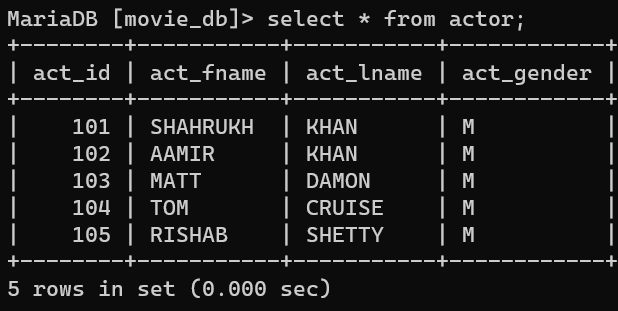 MariaDB [movie_db]> select * from actor;
+--------+-----------+-----------+------------+
| act_id | act_fname | act_lname | act_gender |
+--------+-----------+-----------+------------+
|    101 | SHAHRUKH  | KHAN      | M          |
|    102 | AAMIR     | KHAN      | M          |
|    103 | MATT      | DAMON     | M          |
|    104 | TOM       | CRUISE    | M          |
|    105 | RISHAB    | SHETTY    | M          |
+--------+-----------+-----------+------------+
5 rows in set (0.000 sec)